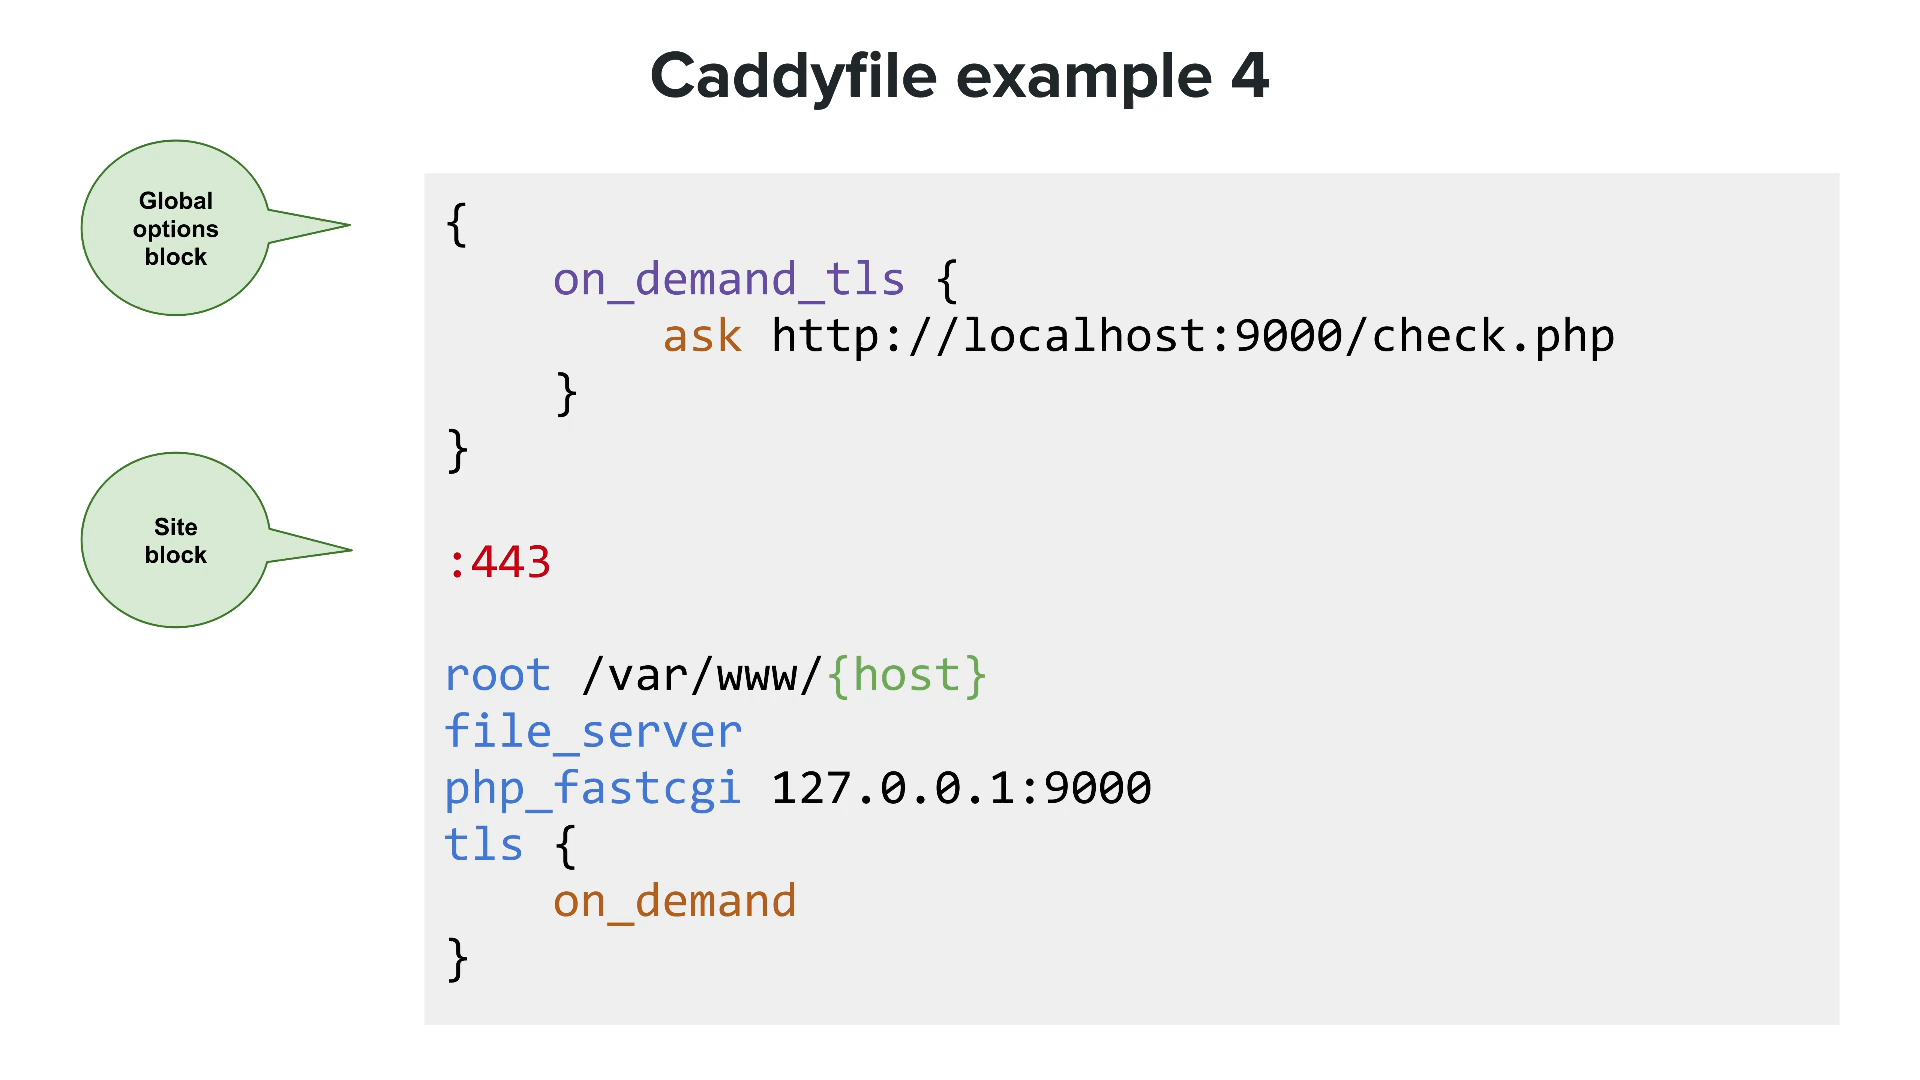 Caddyfile example 4
Global
options
block
{
    on_demand_tls {
        ask http://localhost:9000/check.php
    }
}
Site
block
:443
root /var/www/{host}
file_server
php_fastcgi 127.0.0.1:9000
tls {
    on_demand
}